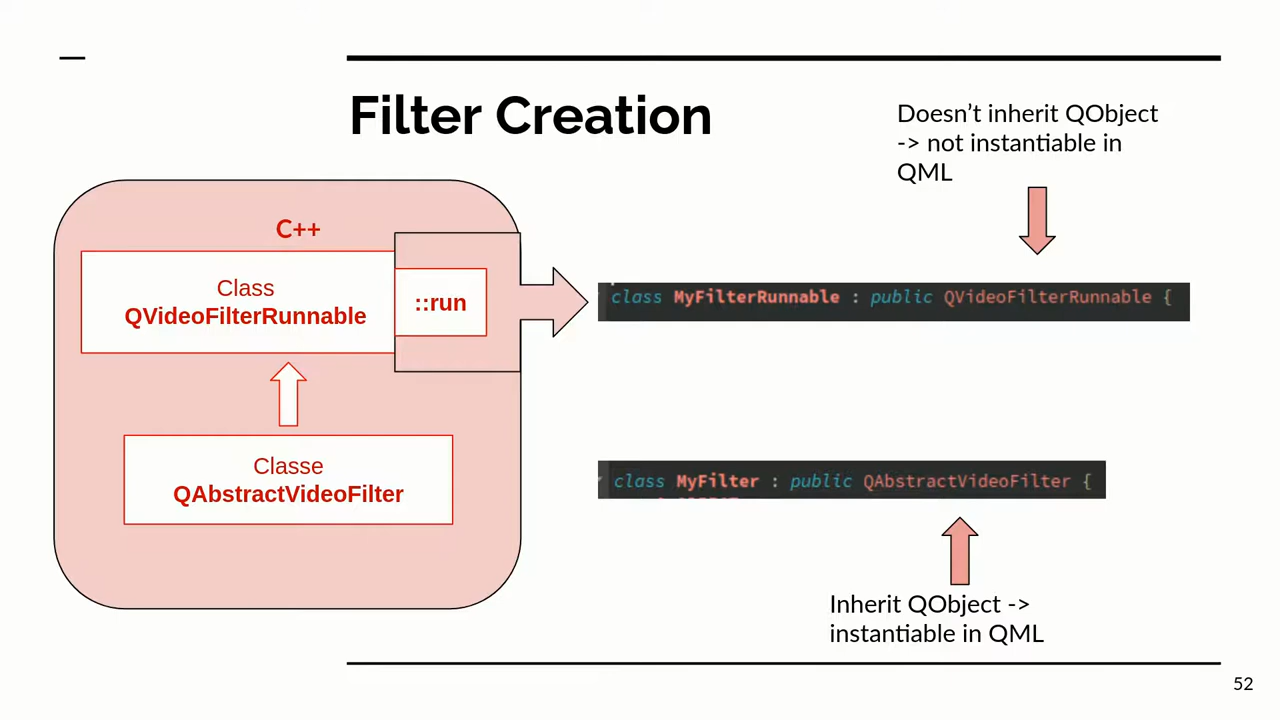 Filter Creation
Doesn’t inherit QObject
-> not instantiable in
QML
C++
Class
QVideoFilterRunnable
::run
class MyFilterRunnable : public QVideoFilterRunnable {
Classe
QAbstractVideoFilter
class MyFilter : public QAbstractVideoFilter {
Inherit QObject ->
instantiable in QML
52